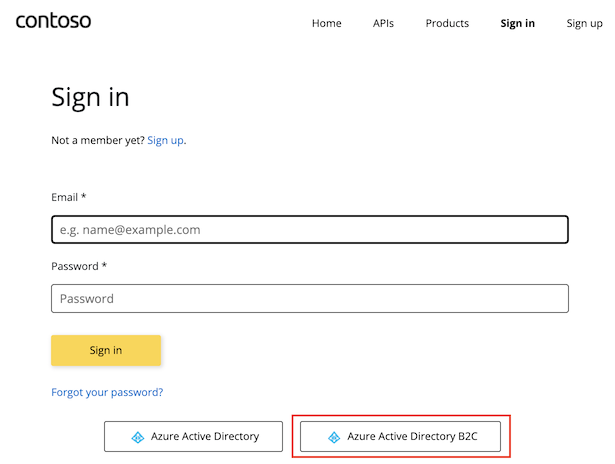 contoso
Home APIs Products Sign in Sign up
Sign in
Not a member yet? Sign up.
Email *
e.g. name@example.com
Password *
Password
Sign in
Forgot your password?
Azure Active Directory Azure Active Directory B2C